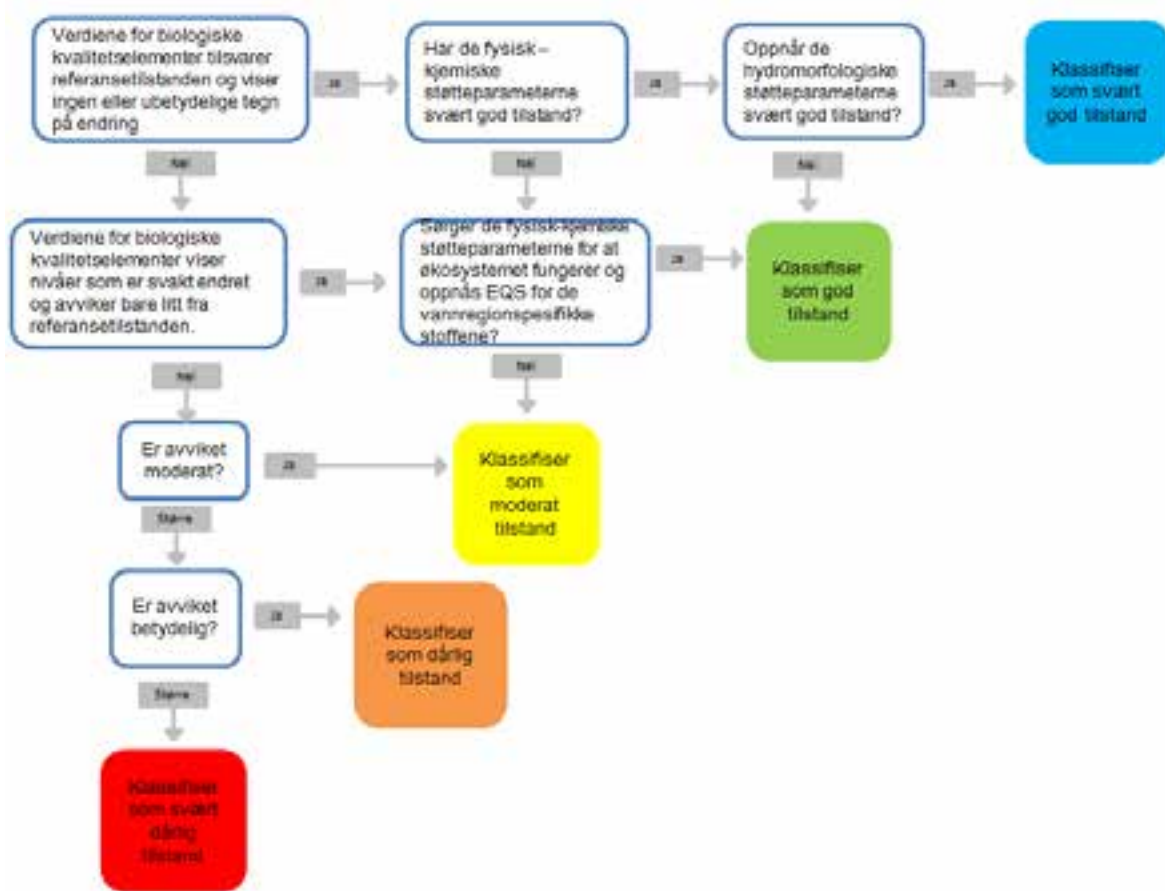 Verdiene for biologiske
kvalitetselementer tilsvarer
referansetilstanden og viser
ingen eller ubetydelige tegn
på endring
Ja
Har de fysisk –
kjemiske
støtteparameterne
svært god tilstand?
Ja
Oppnår de
hydromorfologiske
støtteparameterne
svært god tilstand?
Ja
Klassifiser
som svært
god tilstand
Nei
Nei
Nei
Verdiene for biologiske
kvalitetselementer viser
nivåer som er svakt endret
og avviker bare litt fra
referansetilstanden.
Ja
Sørger de fysisk-kjemiske
støtteparameterne for at
økosystemet fungerer og
oppnås EQS for de
vannregionspesifikke
stoffene?
Ja
Klassifiser
som god
tilstand
Nei
Nei
Er avviket
moderat?
Ja
Klassifiser
som
moderat
tilstand
Større
Er avviket
betydelig?
Ja
Klassifiser
som dårlig
tilstand
Større
Klassifiser
som svært
dårlig
tilstand